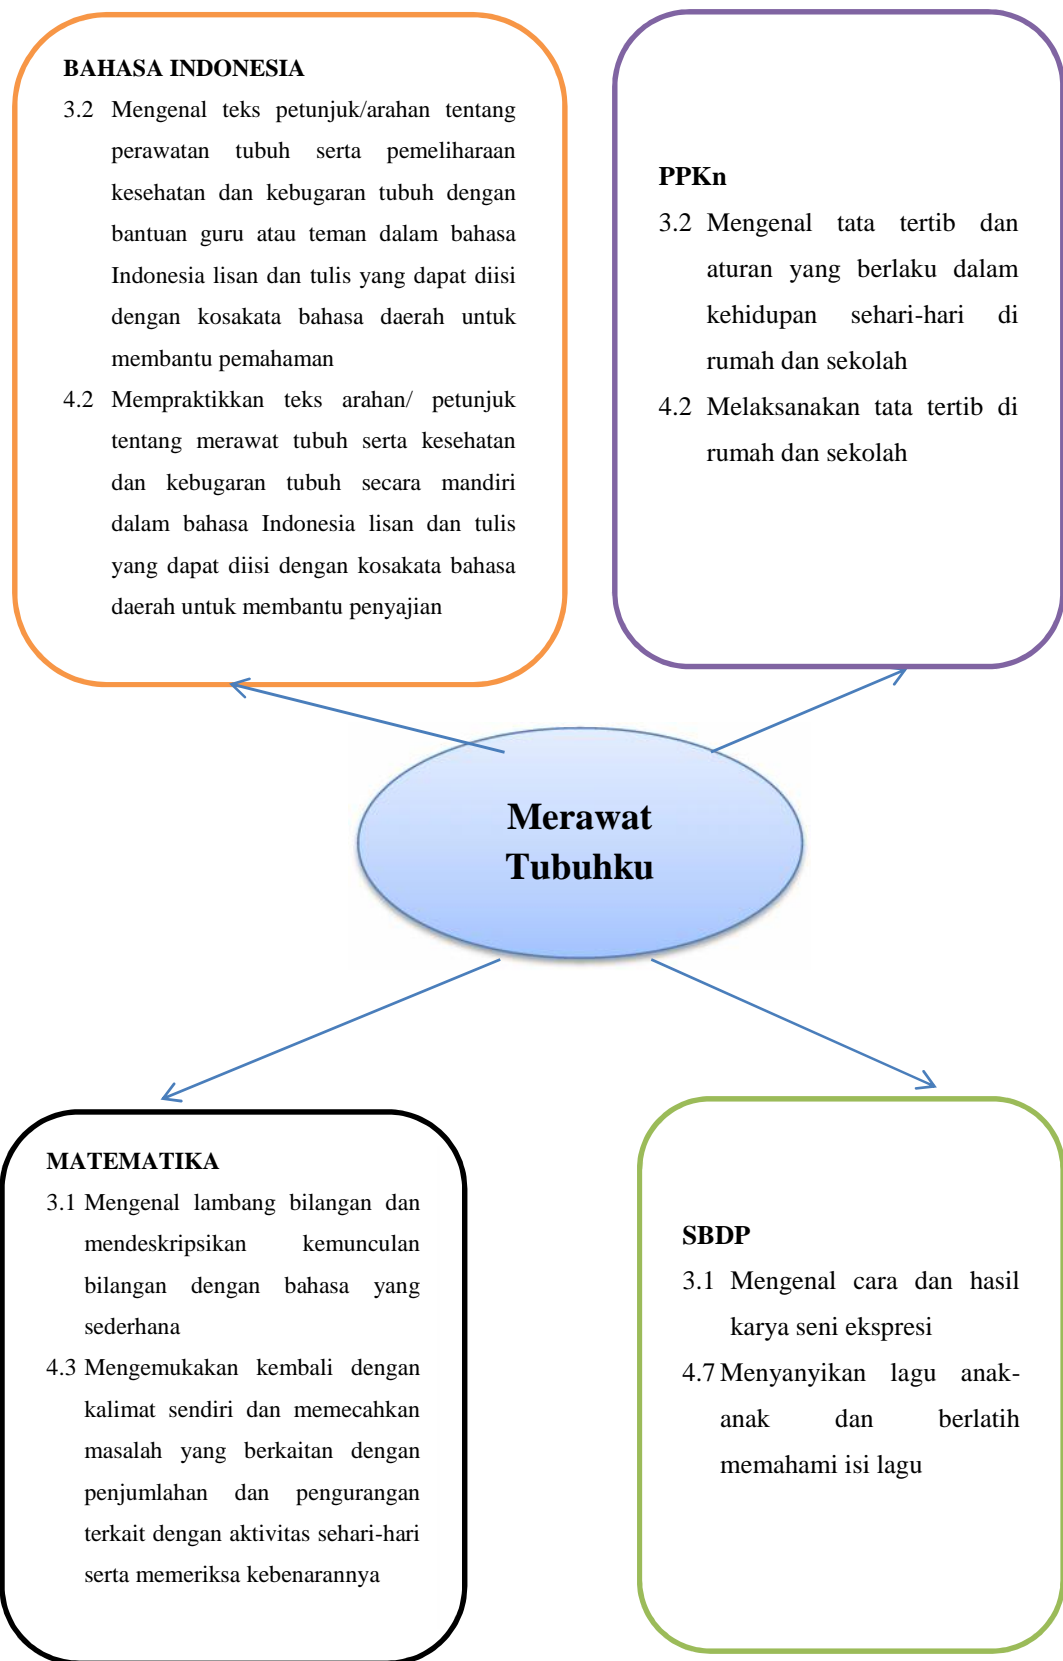 BAHASA INDONESIA
3.2 Mengenal teks petunjuk/arahan tentang
perawatan tubuh serta pemeliharaan
kesehatan dan kebugaran tubuh dengan
bantuan guru atau teman dalam bahasa
Indonesia lisan dan tulis yang dapat diisi
dengan kosakata bahasa daerah untuk
membantu pemahaman
4.2 Mempraktikkan teks arahan/ petunjuk
tentang merawat tubuh serta kesehatan
dan kebugaran tubuh secara mandiri
dalam bahasa Indonesia lisan dan tulis
yang dapat diisi dengan kosakata bahasa
daerah untuk membantu penyajian
PPKn
3.2 Mengenal tata tertib dan
aturan yang berlaku dalam
kehidupan sehari-hari di
rumah dan sekolah
4.2 Melaksanakan tata tertib di
rumah dan sekolah
Merawat
Tubuhku
MATEMATIKA
3.1 Mengenal lambang bilangan dan
mendeskripsikan kemunculan
bilangan dengan bahasa yang
sederhana
4.3 Mengemukakan kembali dengan
kalimat sendiri dan memecahkan
masalah yang berkaitan dengan
penjumlahan dan pengurangan
terkait dengan aktivitas sehari-hari
serta memeriksa kebenarannya
SBDP
3.1 Mengenal cara dan hasil
karya seni ekspresi
4.7 Menyanyikan lagu anak-
anak dan berlatih
memahami isi lagu